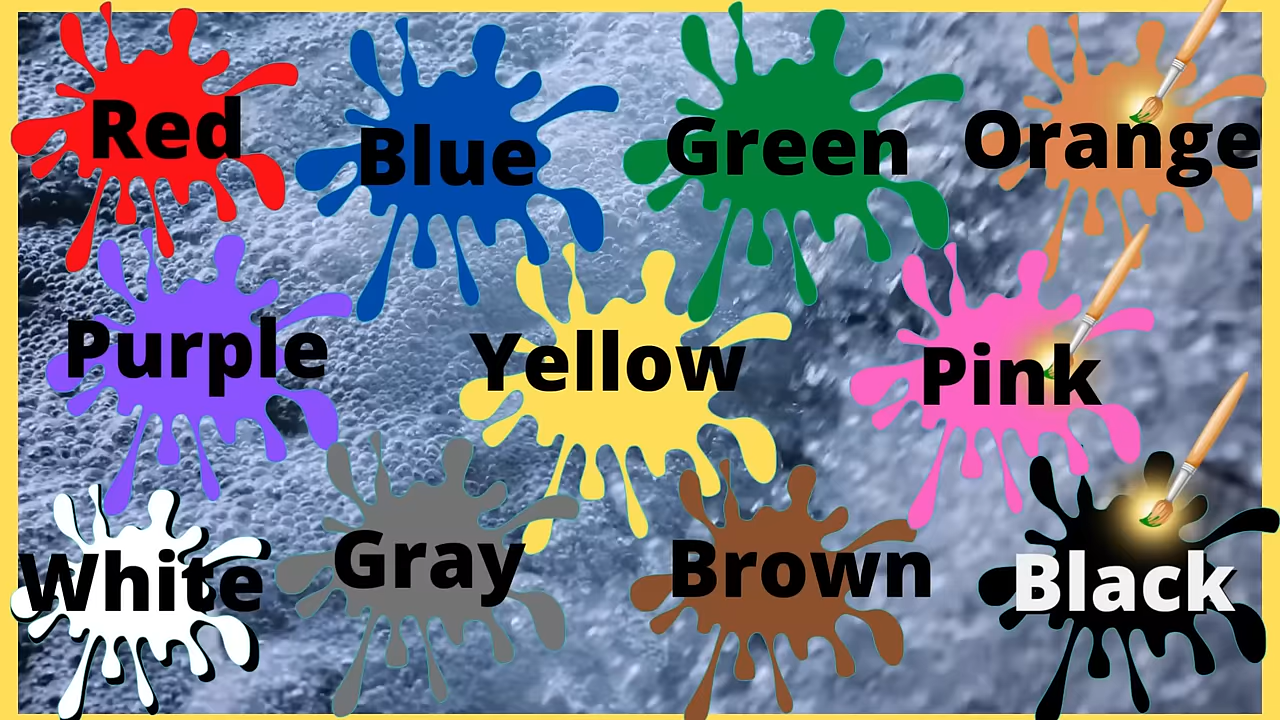 Red
Blue
Green
Orange
Purple
Yellow
Pink
White
Gray
Brown
Black